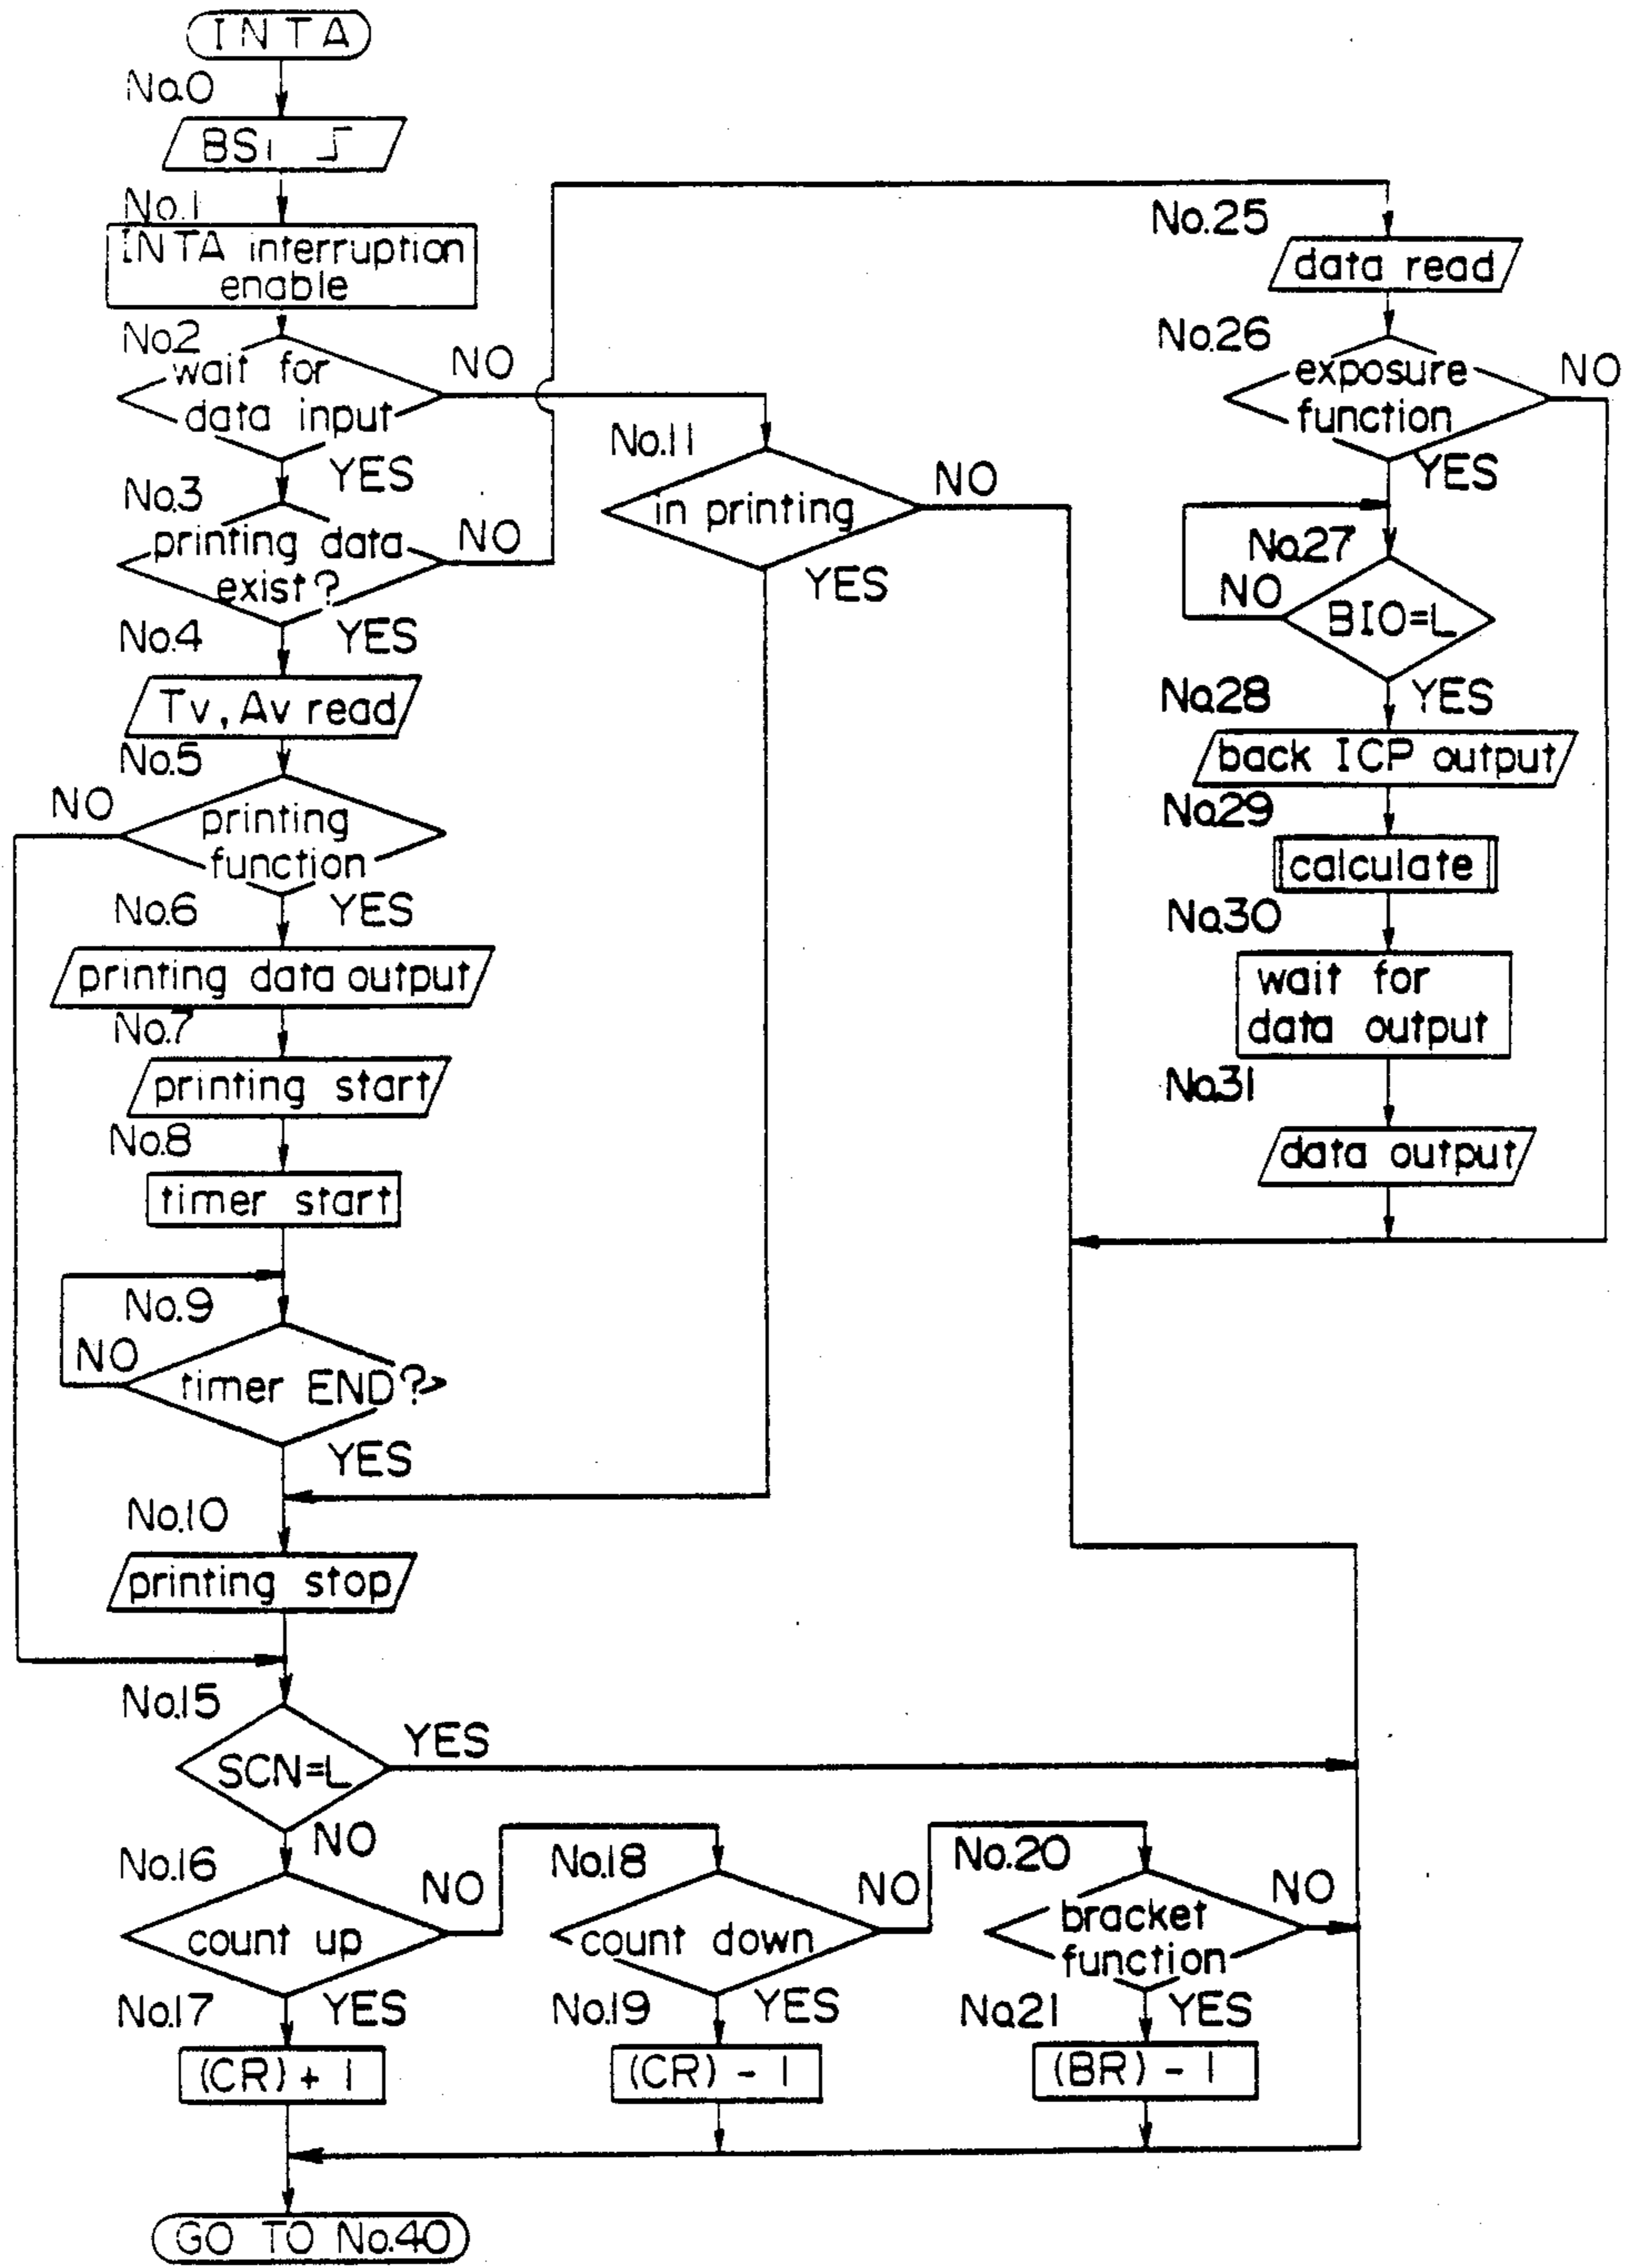 INTA
No.0
BSI
No.1
INTA interruption
enable
No.2
wait for
data input
NO
YES
No.3
printing data
exist?
NO
YES
No.4
Tv, Av read
No.5
printing
function
NO
YES
No.6
printing data output
No.7
printing start
No.8
timer start
No.9
NO
timer END?
YES
No.10
printing stop
No.11
in printing
NO
YES
No.15
SCN=L
YES
NO
No.16
count up
NO
YES
No.17
(CR) + 1
No.18
count down
NO
YES
No.19
(CR) - 1
No.20
bracket
function
NO
YES
No.21
(BR) - 1
No.25
data read
No.26
exposure
function
NO
YES
No.27
NO
BIO=L
YES
No.28
back ICP output
No.29
calculate
No.30
wait for
data output
No.31
data output
GO TO No.40